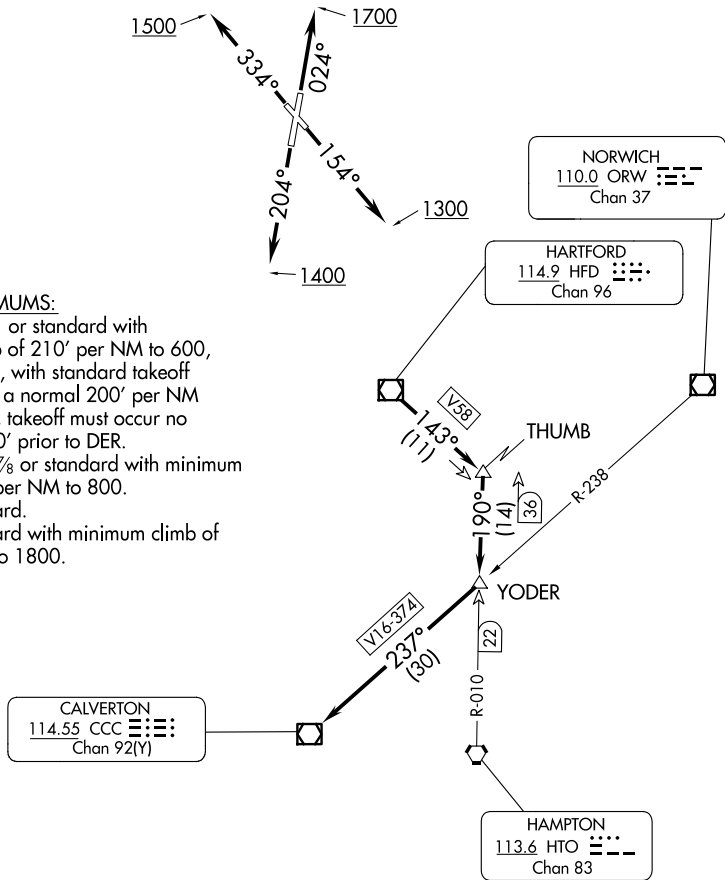 1500
1700
334°
024°
154°
204°
1300
1400
NORWICH
110.0 ORW
Chan 37
HARTFORD
114.9 HFD
Chan 96
MUMS:
or standard with
of 210' per NM to 600,
, with standard takeoff
a normal 200' per NM
takeoff must occur no
0' prior to DER.
⅞ or standard with minimum
per NM to 800.
ard.
ard with minimum climb of
o 1800.
V58
143°
(11)
THUMB
190°
(14)
36
R-238
YODER
V16-374
237°
(30)
22
R-010
CALVERTON
114.55 CCC
Chan 92(Y)
HAMPTON
113.6 HTO
Chan 83